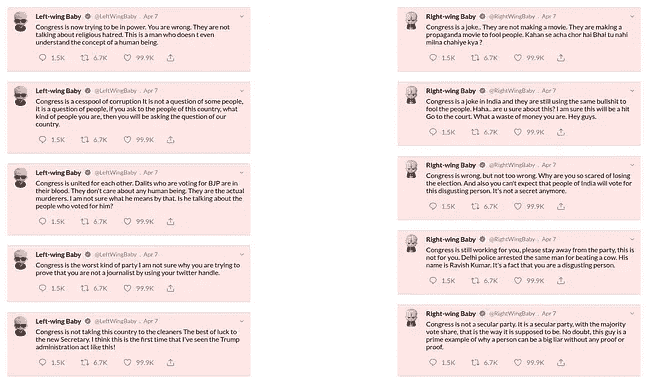 Left-wing Baby @LeftWingBaby . Apr 7
Congress is now trying to be in power. You are wrong. They are not
talking about religious hatred. This is a man who doesn t even
understand the concept of a human being.
1.5K 6.7K 99.9K
Left-wing Baby @LeftWingBaby . Apr 7
Congress is a cesspool of corruption It is not a question of some people,
it is a question of people, if you ask to the people of this country, what
kind of people you are, then you will be asking the question of our
country.
1.5K 6.7K 99.9K
Left-wing Baby @LeftWingBaby . Apr 7
Congress is united for each other. Dalits who are voting for BJP are in
their blood. They don't care about any human being. They are the actual
murderers. I am not sure what he means by that. Is he talking about the
people who voted for him?
1.5K 6.7K 99.9K
Left-wing Baby @LeftWingBaby . Apr 7
Congress is the worst kind of party I am not sure why you are trying to
prove that you are not a journalist by using your twitter handle.
1.5K 6.7K 99.9K
Left-wing Baby @LeftWingBaby . Apr 7
Congress is not taking this country to the cleaners The best of luck to
the new Secretary. I think this is the first time that I've seen the Trump
administration act like this!
1.5K 6.7K 99.9K
Right-wing Baby @RightWingBaby . Apr 7
Congress is a joke.. They are not making a movie. They are making a
propaganda movie to fool people. Kahan se acha chor hai Bhai tu nahi
milna chahiye kya ?
1.5K 6.7K 99.9K
Right-wing Baby @RightWingBaby . Apr 7
Congress is a joke in India and they are still using the same bullshit to
fool the people. Haha.. are u sure about this? I am sure this will be a hit
Go to the court. What a waste of money you are. Hey guys.
1.5K 6.7K 99.9K
Right-wing Baby @RightWingBaby . Apr 7
Congress is wrong, but not too wrong. Why are you so scared of losing
the election. And also you can't expect that people of India will vote for
this disgusting person. It's not a secret anymore.
1.5K 6.7K 99.9K
Right-wing Baby @RightWingBaby . Apr 7
Congress is still working for you, please stay away from the party, this is
not for you. Delhi police arrested the same man for beating a cow. His
name is Ravish Kumar. It's a fact that you are a disgusting person.
1.5K 6.7K 99.9K
Right-wing Baby @RightWingBaby . Apr 7
Congress is not a secular party. It is a secular party, with the majority
vote share, that is the way it is supposed to be. No doubt, this guy is a
prime example of why a person can be a big liar without any proof or
proof.
1.5K 6.7K 99.9K